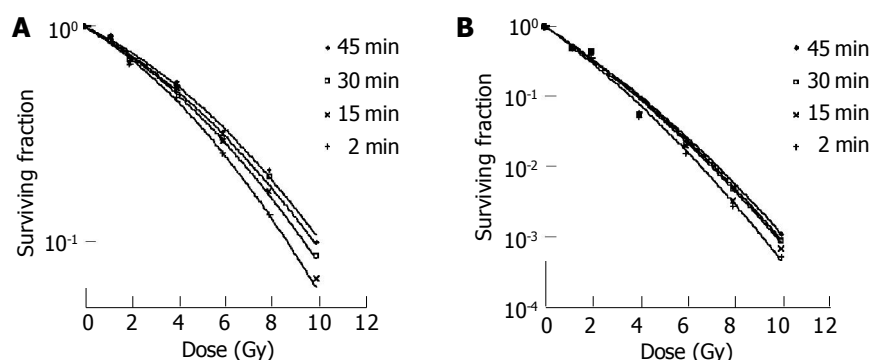 A
10⁰
10⁻¹
Surviving fraction
0 2 4 6 8 10 12
Dose (Gy)
45 min
30 min
15 min
2 min
B
10⁰
10⁻¹
10⁻²
10⁻³
10⁻⁴
Surviving fraction
0 2 4 6 8 10 12
Dose (Gy)
45 min
30 min
15 min
2 min